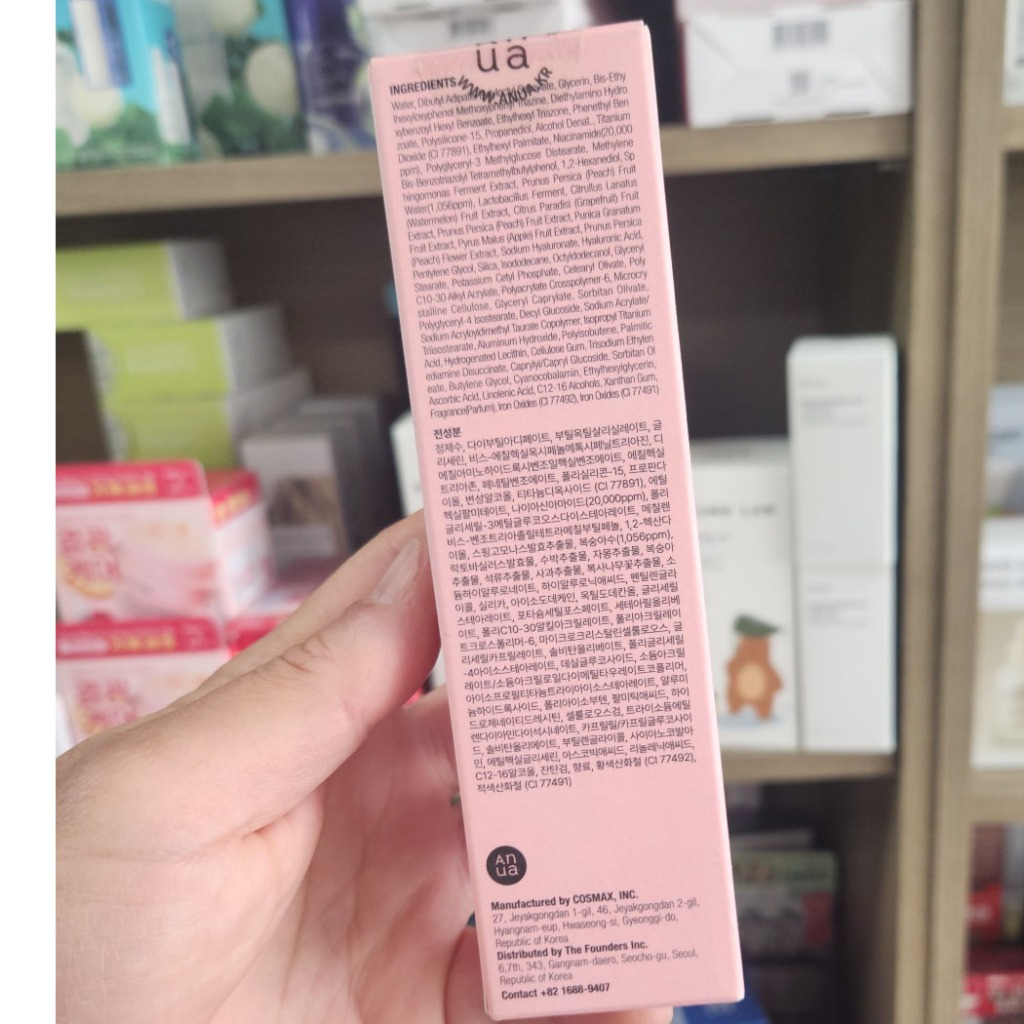 An
ua
WWW.ANUA.KR
INGREDIENTS
Water, Dibutyl Adipate, Glycerin, Bis-Ethy
lhexyloxyphenol Methoxyphenyl Triazine, Diethylamino Hydro
xybenzoyl Hexyl Benzoate, Ethylhexyl Triazone, Phenethyl Ben
zoate, Polysilicone-15, Propanediol, Alcohol Denat., Titanium
Dioxide (CI 77891), Ethylhexyl Palmitate, Niacinamide(20,000
ppm), Polyglyceryl-3 Methylglucose Distearate, Methylene
Bis-Benzotriazolyl Tetramethylbutylphenol, 1,2-Hexanediol, Sp
hingomonas Ferment Extract, Prunus Persica (Peach) Fruit
Water(1,056ppm), Lactobacillus Ferment, Citrullus Lanatus
(Watermelon) Fruit Extract, Citrus Paradisi (Grapefruit) Fruit
Extract, Prunus Persica (Peach) Fruit Extract, Punica Granatum
Fruit Extract, Pyrus Malus (Apple) Fruit Extract, Prunus Persica
(Peach) Flower Extract, Sodium Hyaluronate, Hyaluronic Acid,
Pentylene Glycol, Silica, Isododecane, Octyldodecanol, Glyceryl
Stearate, Potassium Cetyl Phosphate, Cetearyl Olivate, Poly
C10-30 Alkyl Acrylate, Polyacrylate Crosspolymer-6, Microcry
stalline Cellulose, Glyceryl Caprylate, Sorbitan Olivate,
Polyglyceryl-4 Isostearate, Decyl Glucoside, Sodium Acrylate/
Sodium Acryloyldimethyl Taurate Copolymer, Isopropyl Titanium
Triisostearate, Aluminum Hydroxide, Polyisobutene, Palmitic
Acid, Hydrogenated Lecithin, Cellulose Gum, Trisodium Ethylen
ediamine Disuccinate, Caprylyl/Capryl Glucoside, Sorbitan Ol
eate, Butylene Glycol, Cyanocobalamin, Ethylhexylglycerin,
Ascorbic Acid, Linolenic Acid, C12-16 Alcohols, Xanthan Gum,
Fragrance(Parfum), Iron Oxides (CI 77492), Iron Oxides (CI 77491)
전성분
정제수, 다이부틸아디페이트, 부틸옥틸살리실레이트, 글
리세린, 비스-에틸헥실옥시페놀메톡시페닐트리아진, 디
에칠아미노하이드록시벤조일헥실벤조에이트, 에칠헥실
트리아존, 페네틸벤조에이트, 폴리실리콘-15, 프로판다
이올, 변성알코올, 티타늄디옥사이드 (CI 77891), 에틸
헥실팔미테이트, 나이아신아마이드(20,000ppm), 폴리
글리세릴-3메틸글루코오스다이스테아레이트, 메칠렌
비스-벤조트리아졸릴테트라메칠부틸페놀, 1,2-헥산다
이올, 스핑고모나스발효추출물, 복숭아수(1,056ppm),
락토바실러스발효물, 수박추출물, 자몽추출물, 복숭아
추출물, 석류추출물, 사과추출물, 복사나무꽃추출물, 소
듐하이알루로네이트, 하이알루로닉애씨드, 펜틸렌글라
이콜, 실리카, 아이소도데케인, 옥틸도데칸올, 글리세릴
스테아레이트, 포타슘세틸포스페이트, 세테아릴올리베
이트, 폴리C10-30알킬아크릴레이트, 폴리아크릴레이
트크로스폴리머-6, 마이크로크리스탈린셀룰로오스, 글
리세릴카프릴레이트, 솔비탄올리베이트, 폴리글리세릴
-4아이소스테아레이트, 데실글루코사이드, 소듐아크릴
레이트/소듐아크릴로일다이메틸타우레이트코폴리머,
아이소프로필티타늄트라이아이소스테아레이트, 알루미
늄하이드록사이드, 폴리아이소부텐, 팔미틱애씨드, 하이
드로제네이티드레시틴, 셀룰로오스검, 트라이소듐에틸
렌다이아민다이석시네이트, 카프릴릴/카프릴글루코사이
드, 솔비탄올리에이트, 부틸렌글라이콜, 사이아노코발아
민, 에틸헥실글리세린, 아스코빅애씨드, 리놀레닉애씨드,
C12-16알코올, 잔탄검, 향료, 황색산화철 (CI 77492),
적색산화철 (CI 77491)
An
ua
Manufactured by COSMAX, INC.
27, Jeyakgongdan 1-gil, 46, Jeyakgongdan 2-gil,
Hyangnam-eup, Hwaseong-si, Gyeonggi-do,
Republic of Korea
Distributed by The Founders Inc.
6,7th, 343, Gangnam-daero, Seocho-gu, Seoul,
Republic of Korea
Contact +82 1688-9407